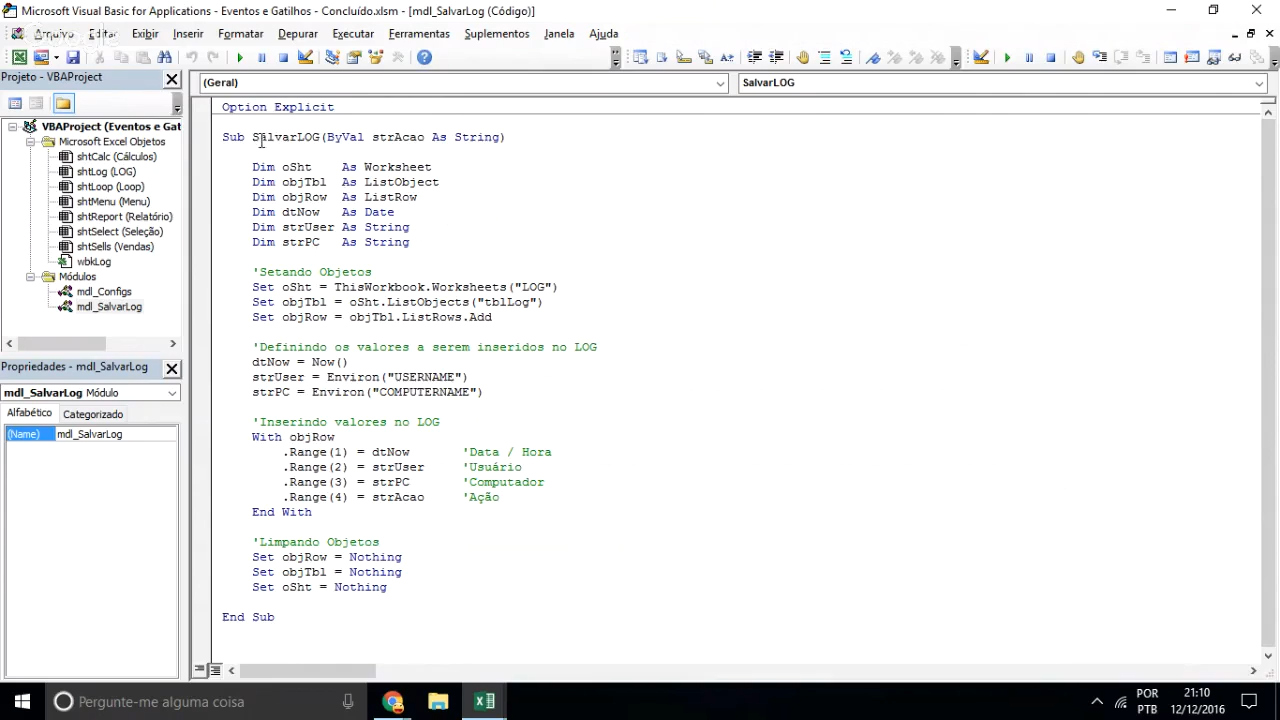 Microsoft Visual Basic for Applications - Eventos e Gatilhos - Concluído.xlsm - [mdl_SalvarLog (Código)]
Arquivo Editar Exibir Inserir Formatar Depurar Executar Ferramentas Suplementos Janela Ajuda
Projeto - VBAProject
VBAProject (Eventos e Gat
Microsoft Excel Objetos
shtCalc (Cálculos)
shtLog (LOG)
shtLoop (Loop)
shtMenu (Menu)
shtReport (Relatório)
shtSelect (Seleção)
shtSells (Vendas)
wbkLog
Módulos
mdl_Configs
mdl_SalvarLog
Propriedades - mdl_SalvarLog
mdl_SalvarLog Módulo
Alfabético Categorizado
(Name) mdl_SalvarLog
(Geral) SalvarLOG
Option Explicit
Sub SalvarLOG(ByVal strAcao As String)
Dim oSht As Worksheet
Dim objTbl As ListObject
Dim objRow As ListRow
Dim dtNow As Date
Dim strUser As String
Dim strPC As String
'Setando Objetos
Set oSht = ThisWorkbook.Worksheets("LOG")
Set objTbl = oSht.ListObjects("tblLog")
Set objRow = objTbl.ListRows.Add
'Definindo os valores a serem inseridos no LOG
dtNow = Now()
strUser = Environ("USERNAME")
strPC = Environ("COMPUTERNAME")
'Inserindo valores no LOG
With objRow
.Range(1) = dtNow 'Data / Hora
.Range(2) = strUser 'Usuário
.Range(3) = strPC 'Computador
.Range(4) = strAcao 'Ação
End With
'Limpando Objetos
Set objRow = Nothing
Set objTbl = Nothing
Set oSht = Nothing
End Sub
Pergunte-me alguma coisa
POR
PTB
21:10
12/12/2016